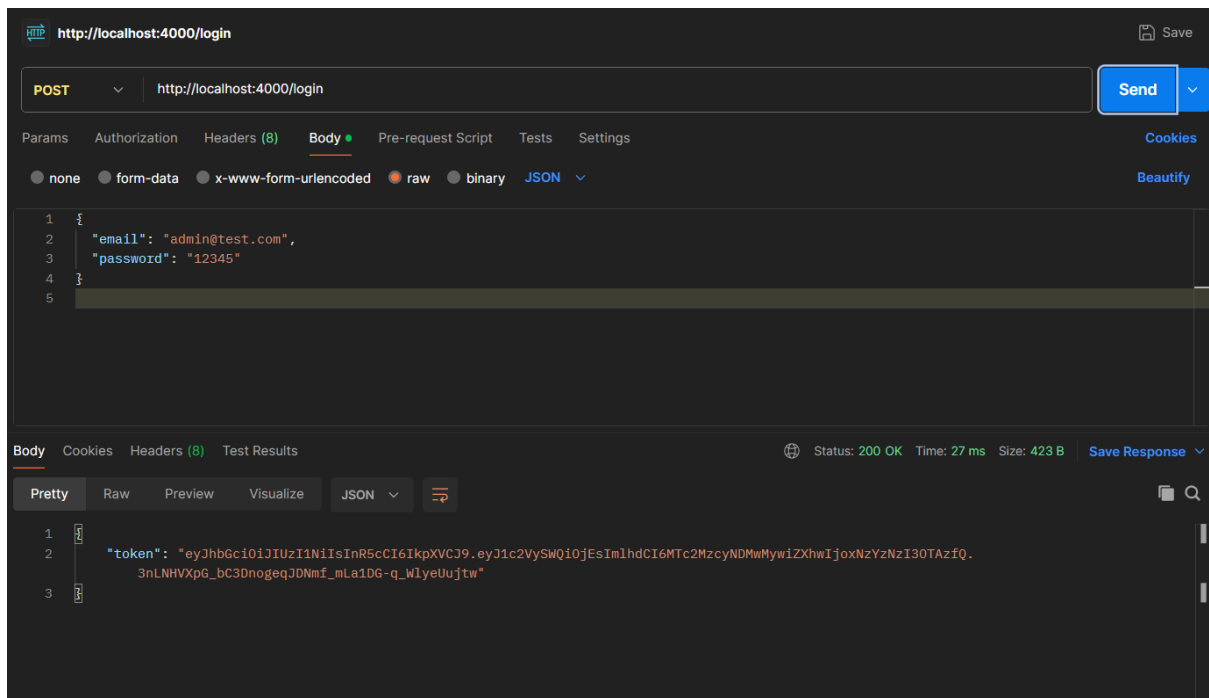 HTTP http://localhost:4000/login Save
POST http://localhost:4000/login Send
Params Authorization Headers (8) Body Pre-request Script Tests Settings Cookies
none form-data x-www-form-urlencoded raw binary JSON Beautify
1 {
2 "email": "admin@test.com",
3 "password": "12345"
4 }
5
Body Cookies Headers (8) Test Results Status: 200 OK Time: 27 ms Size: 423 B Save Response
Pretty Raw Preview Visualize JSON
1 {
2 "token": "eyJhbGciOiJIUzI1NiIsInR5cCI6IkpXVCJ9.eyJ1c2VySWQiOjEsImlhdCI6MTc2MzcyNDMwMywiZXhwIjoxNzYzNzI3OTAzfQ.
3nLNHVXpG_bC3DnogeqJDNmf_mLa1DG-q_WlyeUujtw"
3 }